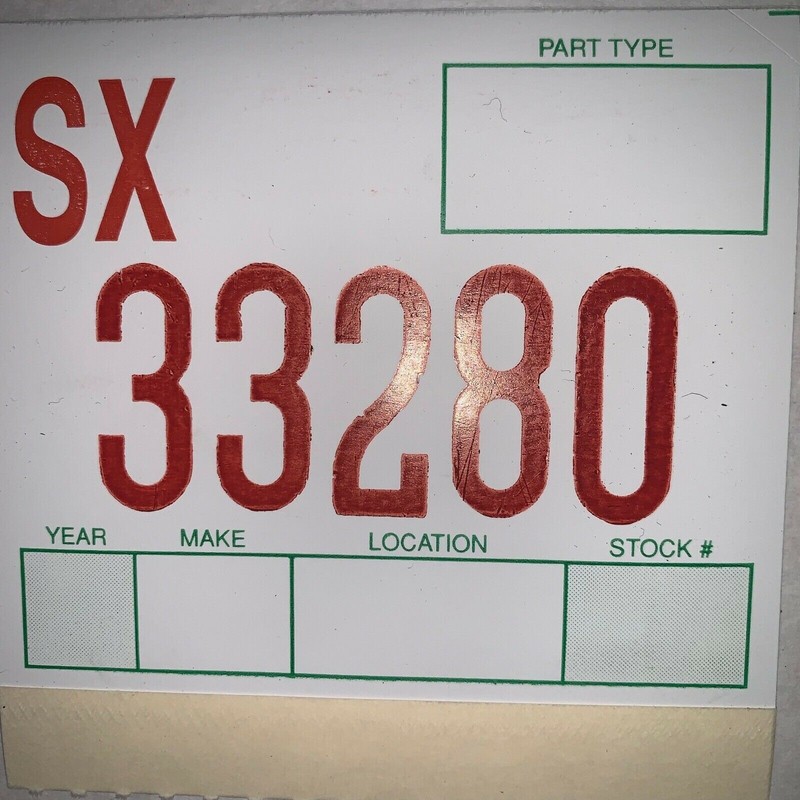 PART TYPE
SX
33280
YEAR MAKE LOCATION STOCK #